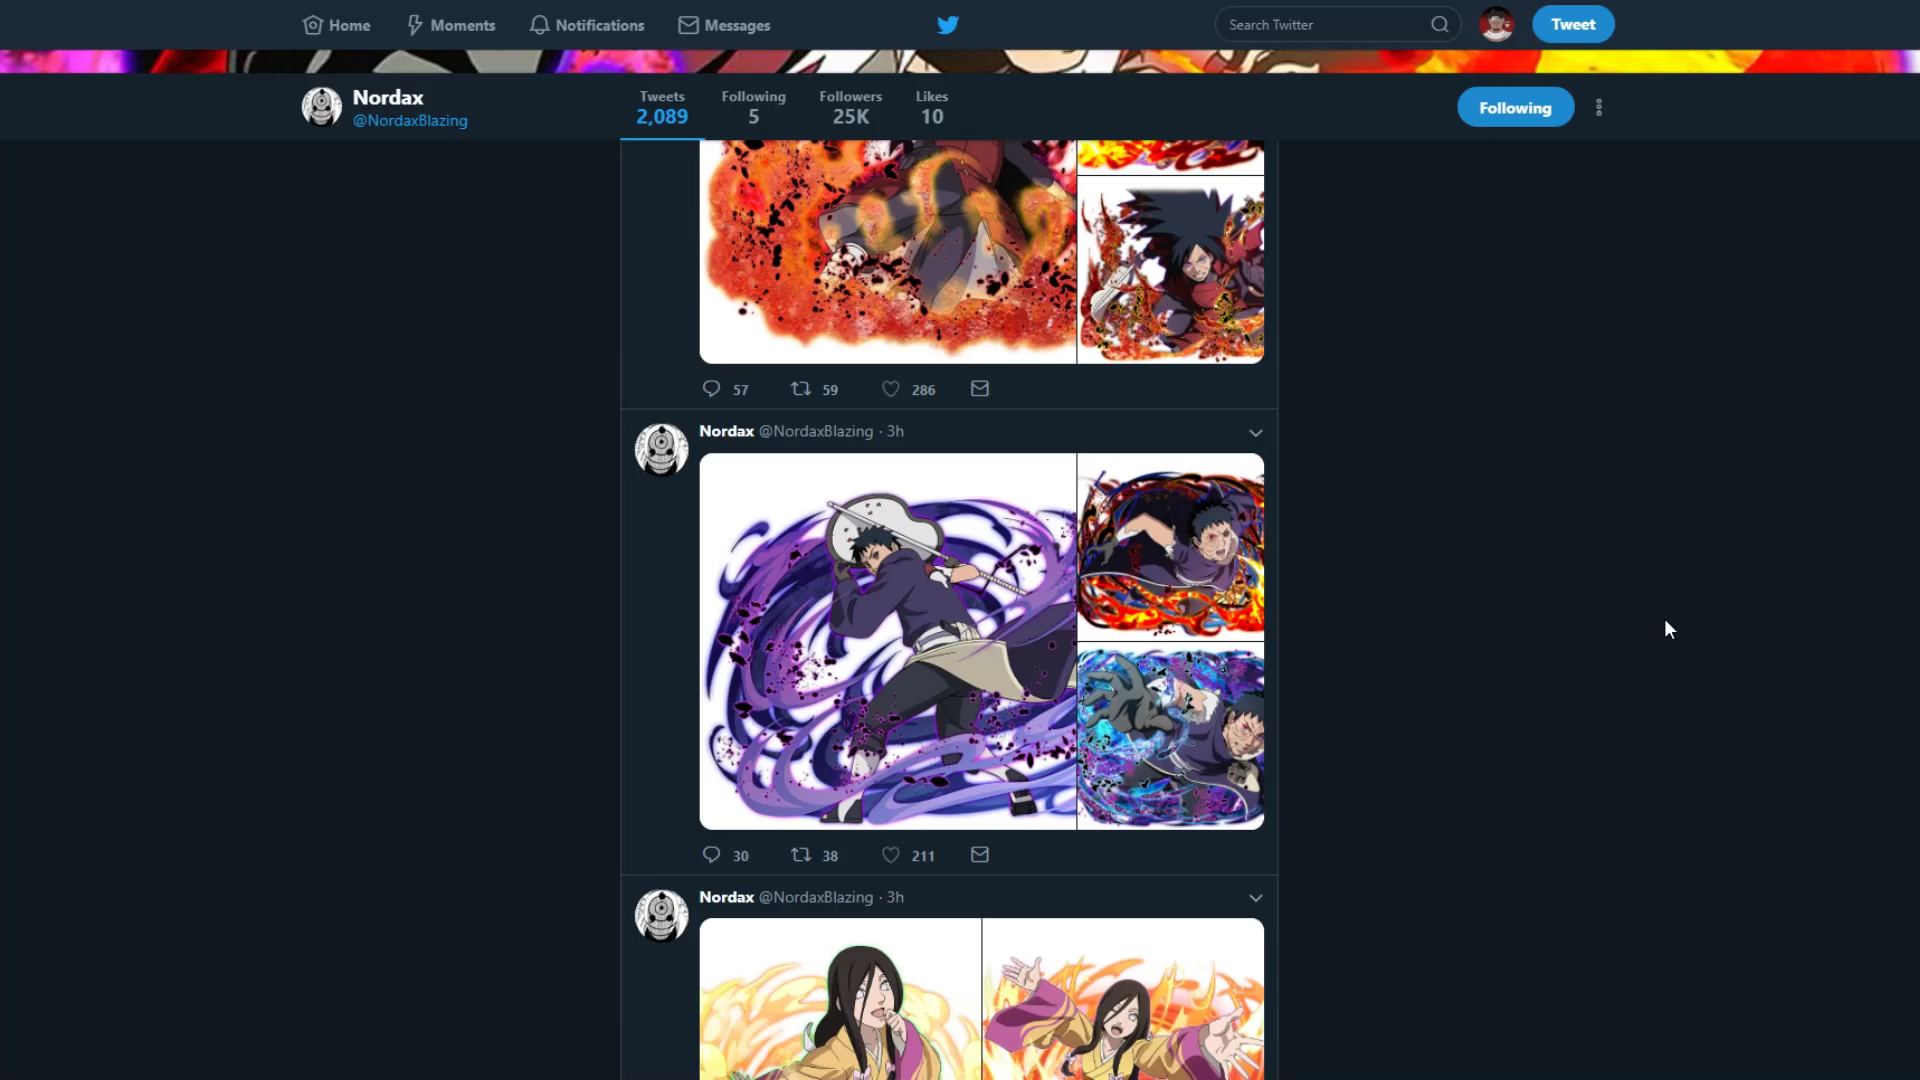 Home Moments Notifications Messages Search Twitter Tweet
Nordax
@NordaxBlazing
Tweets Following Followers Likes
2,089 5 25K 10
Following
57 59 286
Nordax @NordaxBlazing · 3h
30 38 211
Nordax @NordaxBlazing · 3h